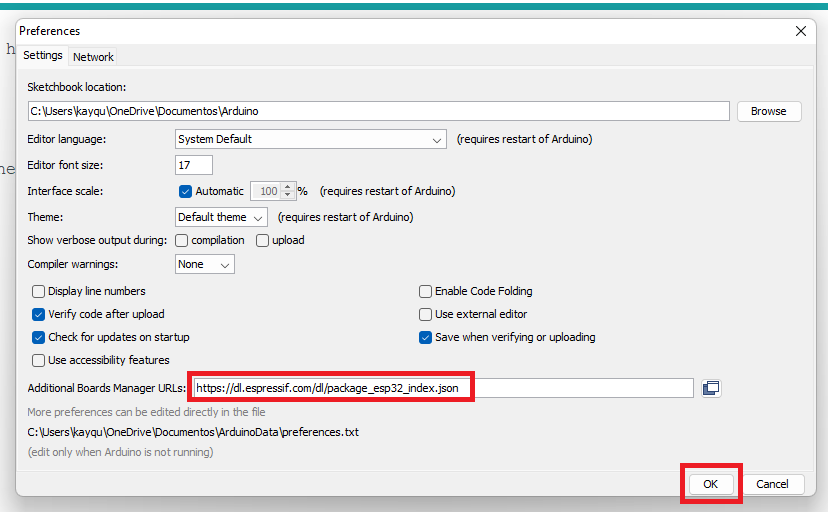 Preferences
h
Settings Network
Sketchbook location:
C:\Users\kayqu\OneDrive\Documentos\Arduino Browse
Editor language: System Default (requires restart of Arduino)
Editor font size: 17
ne
Interface scale: Automatic 100 % (requires restart of Arduino)
Theme: Default theme (requires restart of Arduino)
Show verbose output during: compilation upload
Compiler warnings: None
Display line numbers Enable Code Folding
Verify code after upload Use external editor
Check for updates on startup Save when verifying or uploading
Use accessibility features
Additional Boards Manager URLs: https://dl.espressif.com/dl/package_esp32_index.json
More preferences can be edited directly in the file
C:\Users\kayqu\OneDrive\Documentos\ArduinoData\preferences.txt
(edit only when Arduino is not running)
OK Cancel